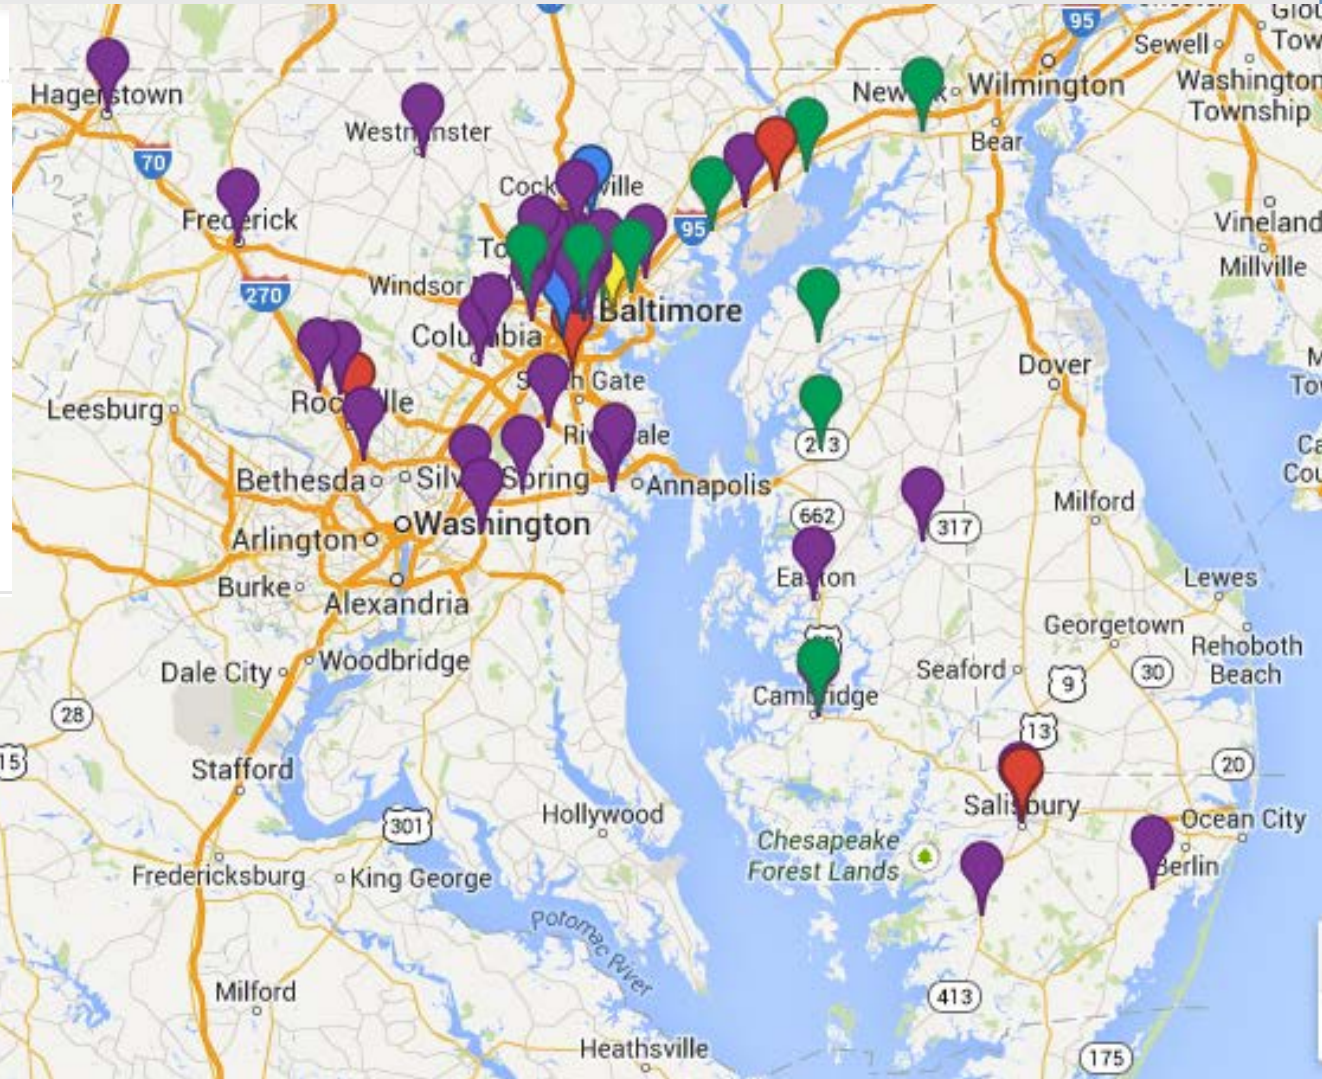 95
Sewell
Tow
Hagerstown
Wilmington
Washington
Township
Westminster
Bear
70
Frederick
95
Vineland
Millville
270
Windsor
Baltimore
Columbia
Dover
Leesburg
Gate
Rockville
213
Bethesda
Silver Spring
Annapolis
Milford
662
317
Washington
Arlington
Easton
Burke
Alexandria
Lewes
Georgetown
Rehoboth
Beach
Dale City
Woodbridge
Seaford
9
30
Cambridge
28
13
15
Stafford
20
Hollywood
Salisbury
Ocean City
301
Chesapeake
Forest Lands
Berlin
Fredericksburg
King George
Potomac River
Milford
413
Heathsville
175